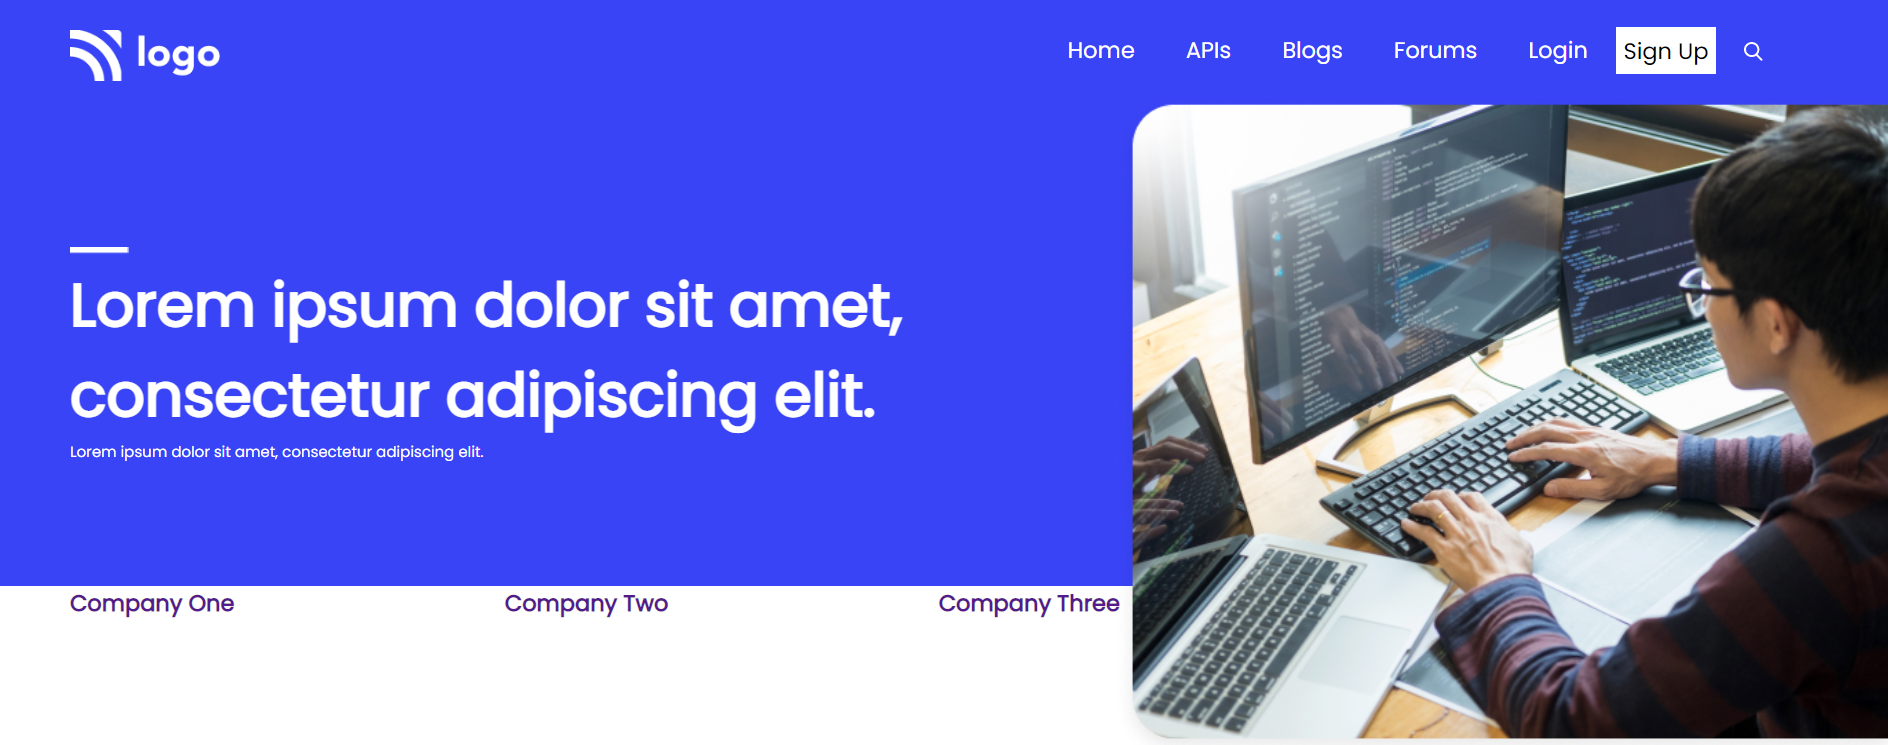 logo
Home APIs Blogs Forums Login Sign Up
Lorem ipsum dolor sit amet,
consectetur adipiscing elit.
Lorem ipsum dolor sit amet, consectetur adipiscing elit.
Company One Company Two Company Three